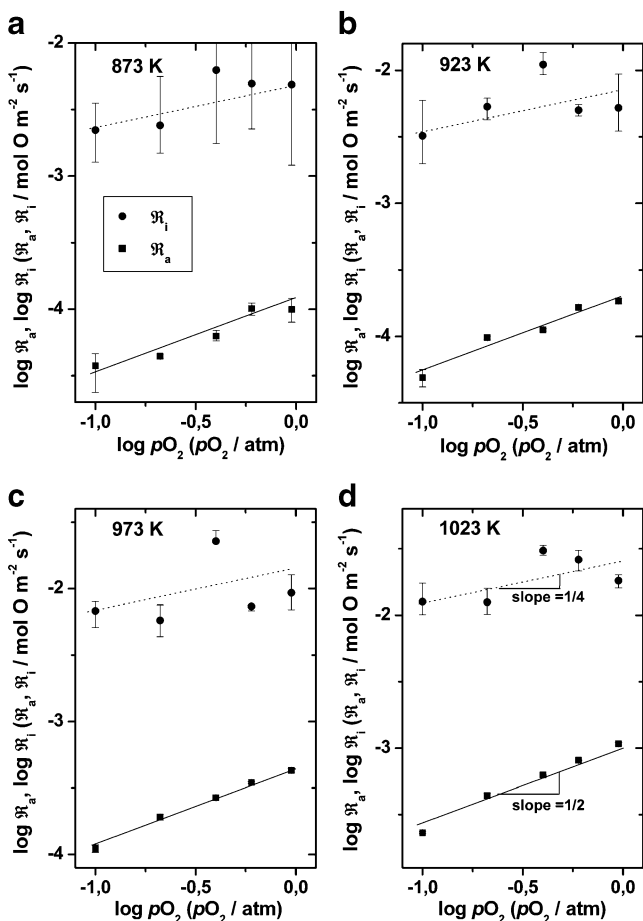 a
873 K
log ℜa, log ℜi (ℜa, ℜi / mol O m-2 s-1)
-2
-3
-4
ℜi
ℜa
-1,0
-0,5
0,0
log pO2 (pO2 / atm)
b
923 K
log ℜa, log ℜi (ℜa, ℜi / mol O m-2 s-1)
-2
-3
-4
-1,0
-0,5
0,0
log pO2 (pO2 / atm)
c
973 K
log ℜa, log ℜi (ℜa, ℜi / mol O m-2 s-1)
-2
-3
-4
-1,0
-0,5
0,0
log pO2 (pO2 / atm)
d
1023 K
log ℜa, log ℜi (ℜa, ℜi / mol O m-2 s-1)
-2
-3
slope =1/4
slope =1/2
-1,0
-0,5
0,0
log pO2 (pO2 / atm)